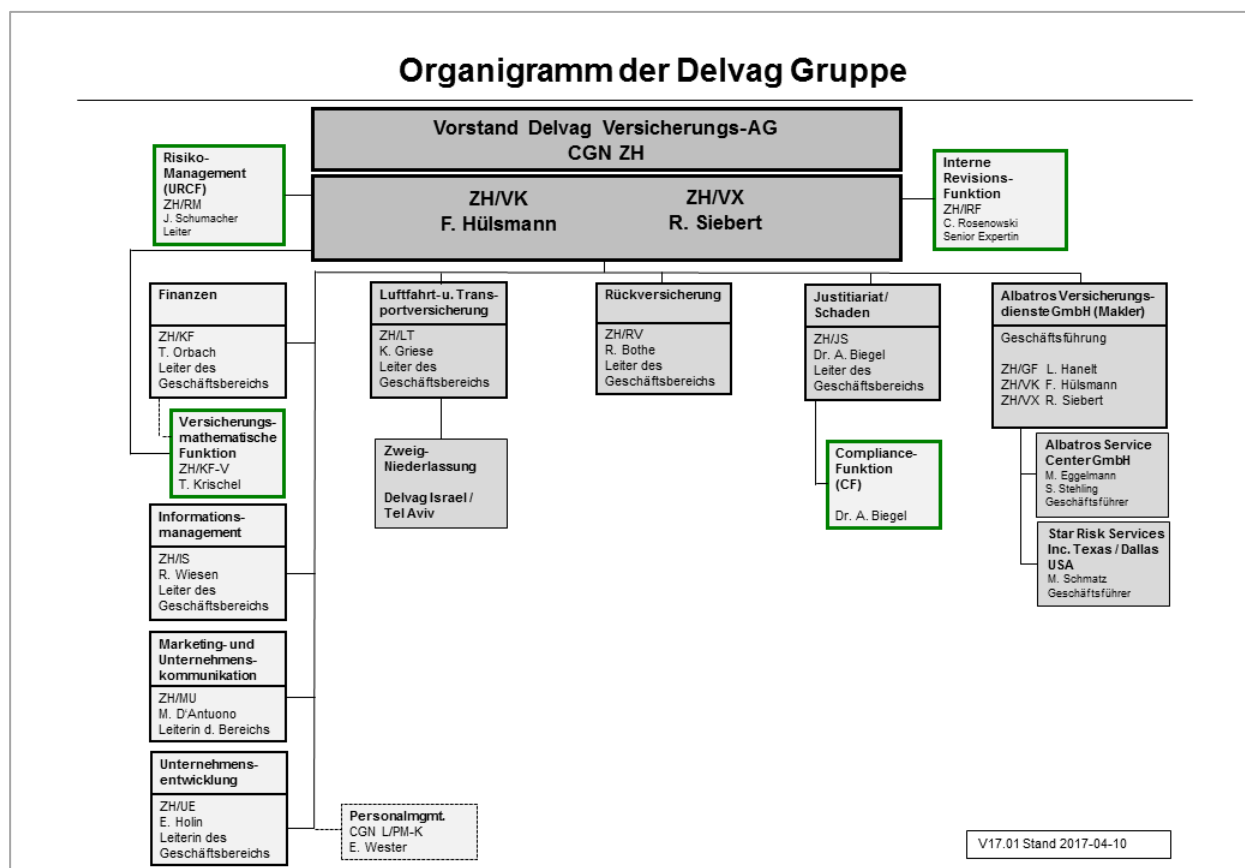 Organigramm der Delvag Gruppe
Vorstand Delvag Versicherungs-AG
CGN ZH
Risiko-
Management
(URCF)
ZH/RM
J. Schumacher
Leiter
ZH/VK
F. Hülsmann
ZH/VX
R. Siebert
Interne
Revisions-
Funktion
ZH/IRF
C. Rosenowski
Senior Expertin
Finanzen
ZH/KF
T. Orbach
Leiter des
Geschäftsbereichs
Versicherungs-
mathematische
Funktion
ZH/KF-V
T. Krischel
Informations-
management
ZH/IS
R. Wiesen
Leiter des
Geschäftsbereichs
Marketing- und
Unternehmens-
kommunikation
ZH/MU
M. D'Antuono
Leiterin d. Bereichs
Unternehmens-
entwicklung
ZH/UE
E. Holin
Leiterin des
Geschäftsbereichs
Personalmgmt.
CGN L/PM-K
E. Wester
Luftfahrt- u. Trans-
portversicherung
ZH/LT
K. Griese
Leiter des
Geschäftsbereichs
Zweig-
Niederlassung
Delvag Israel /
Tel Aviv
Rückversicherung
ZH/RV
R. Bothe
Leiter des
Geschäftsbereichs
Justitiariat/
Schaden
ZH/JS
Dr. A. Biegel
Leiter des
Geschäftsbereichs
Compliance-
Funktion
(CF)
Dr. A. Biegel
Albatros Versicherungs-
dienste GmbH (Makler)
Geschäftsführung
ZH/GF L. Hanelt
ZH/VK F. Hülsmann
ZH/VX R. Siebert
Albatros Service
Center GmbH
M. Eggelmann
S. Stehling
Geschäftsführer
Star Risk Services
Inc. Texas / Dallas
USA
M. Schmatz
Geschäftsführer
V17.01 Stand 2017-04-10